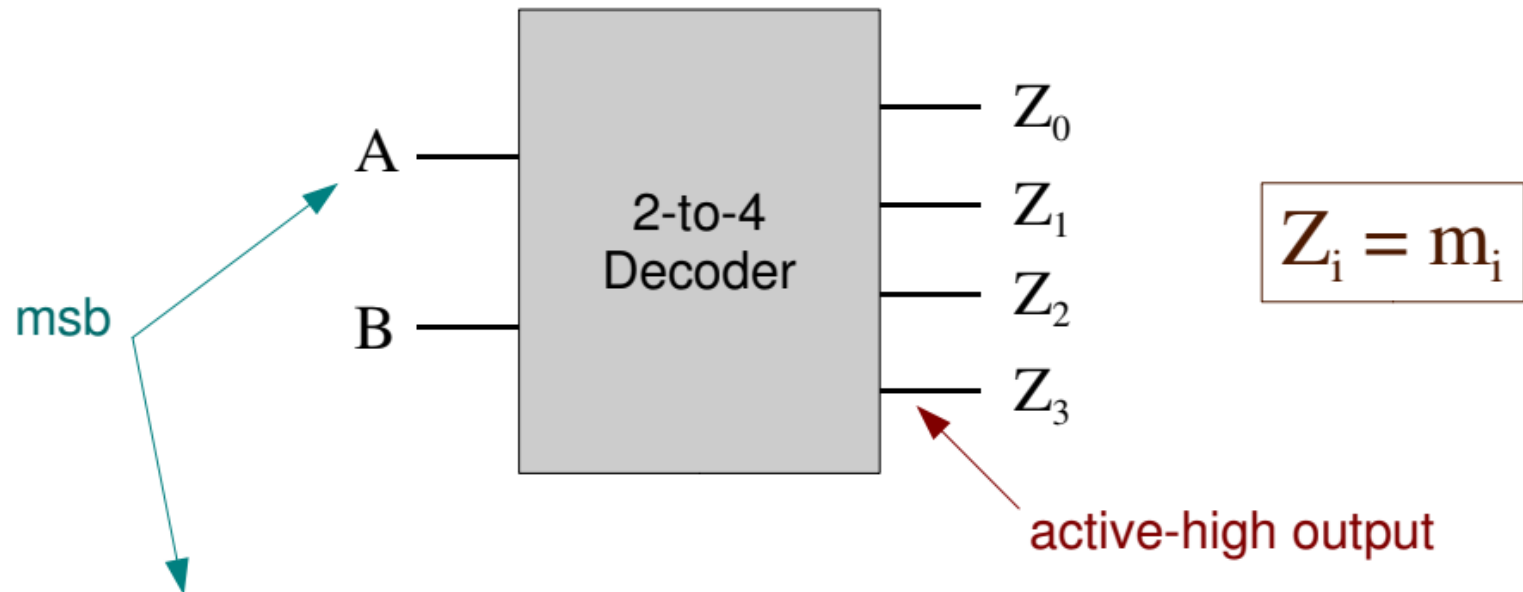 A
B
msb
2-to-4
Decoder
Z₀
Z₁
Z₂
Z₃
Zᵢ = mᵢ
active-high output